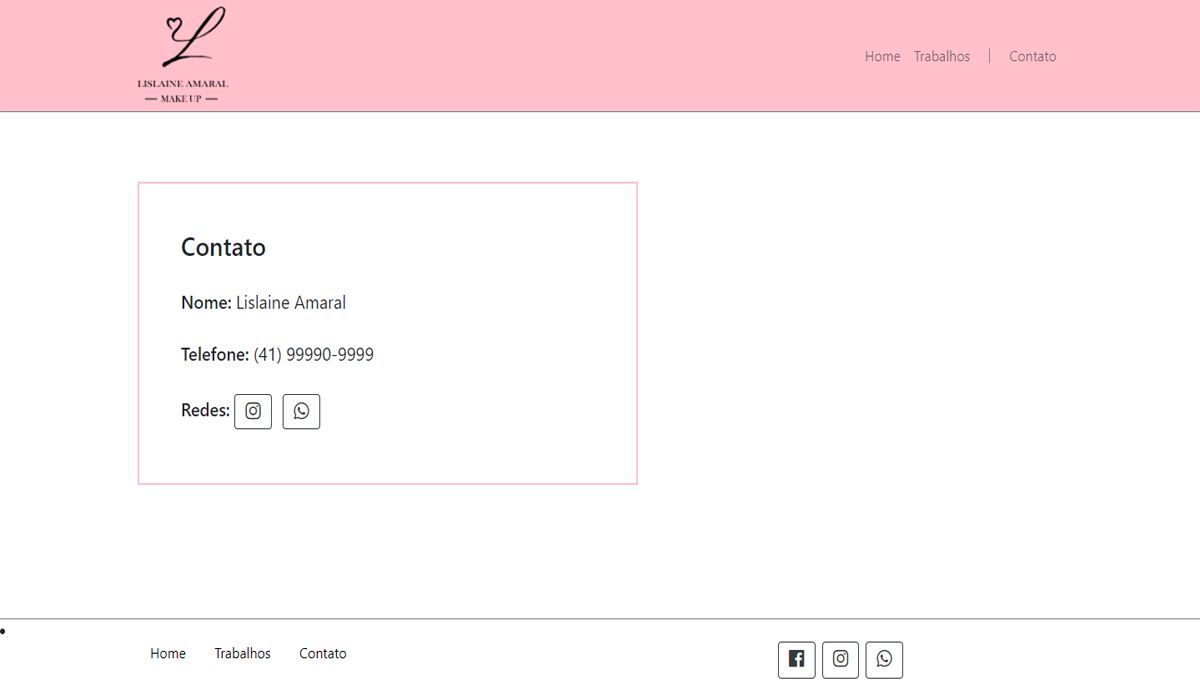 L
LISLAINE AMARAL
— MAKE UP —
Home Trabalhos | Contato
Contato
Nome: Lislaine Amaral
Telefone: (41) 99990-9999
Redes:
Home Trabalhos Contato